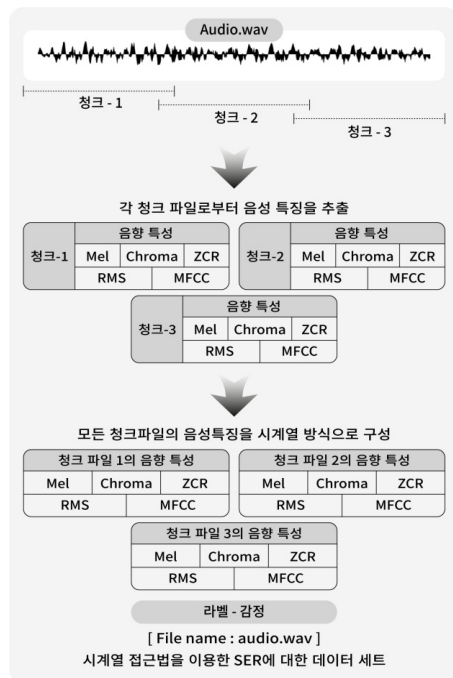 Audio.wav
청크 - 1
청크 - 2
청크 - 3
각 청크 파일로부터 음성 특징을 추출
청크-1
음향 특성
Mel Chroma ZCR
RMS MFCC
청크-2
음향 특성
Mel Chroma ZCR
RMS MFCC
청크-3
음향 특성
Mel Chroma ZCR
RMS MFCC
모든 청크파일의 음성특징을 시계열 방식으로 구성
청크 파일 1의 음향 특성
Mel Chroma ZCR
RMS MFCC
청크 파일 2의 음향 특성
Mel Chroma ZCR
RMS MFCC
청크 파일 3의 음향 특성
Mel Chroma ZCR
RMS MFCC
라벨 - 감정
[ File name : audio.wav ]
시계열 접근법을 이용한 SER에 대한 데이터 세트